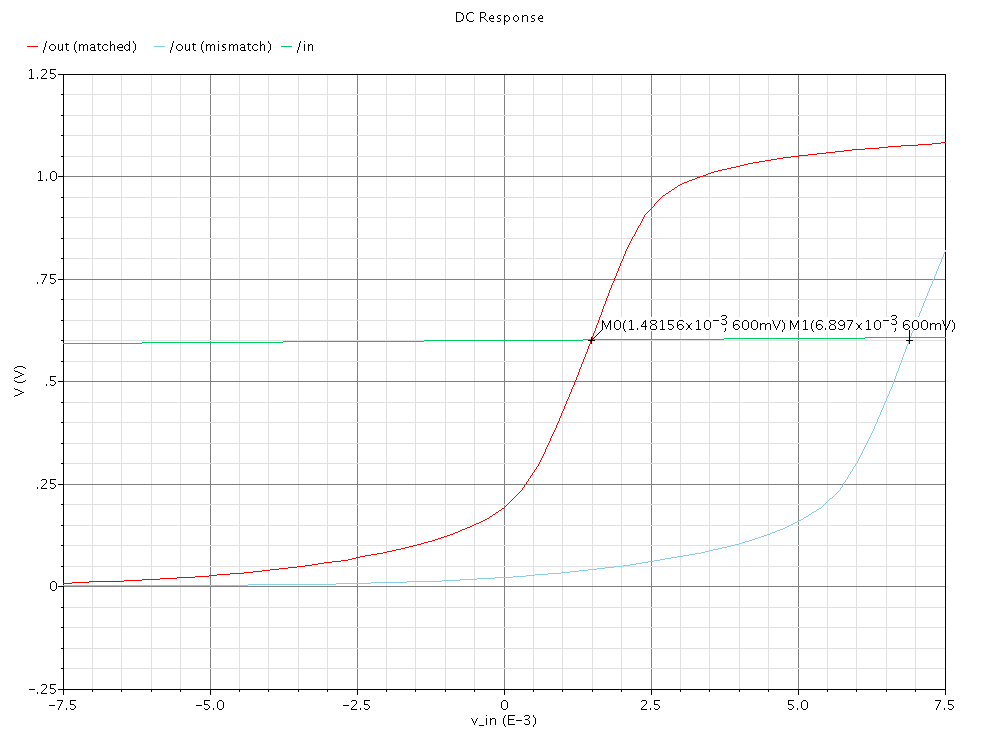 DC Response
/out (matched) /out (mismatch) /in
1.25
1.0
.75
M0(1.48156x10⁻³, 600mV) M1(6.897x10⁻³, 600mV)
.5
V (V)
.25
0
-.25
-7.5 -5.0 -2.5 0 2.5 5.0 7.5
v_in (E-3)